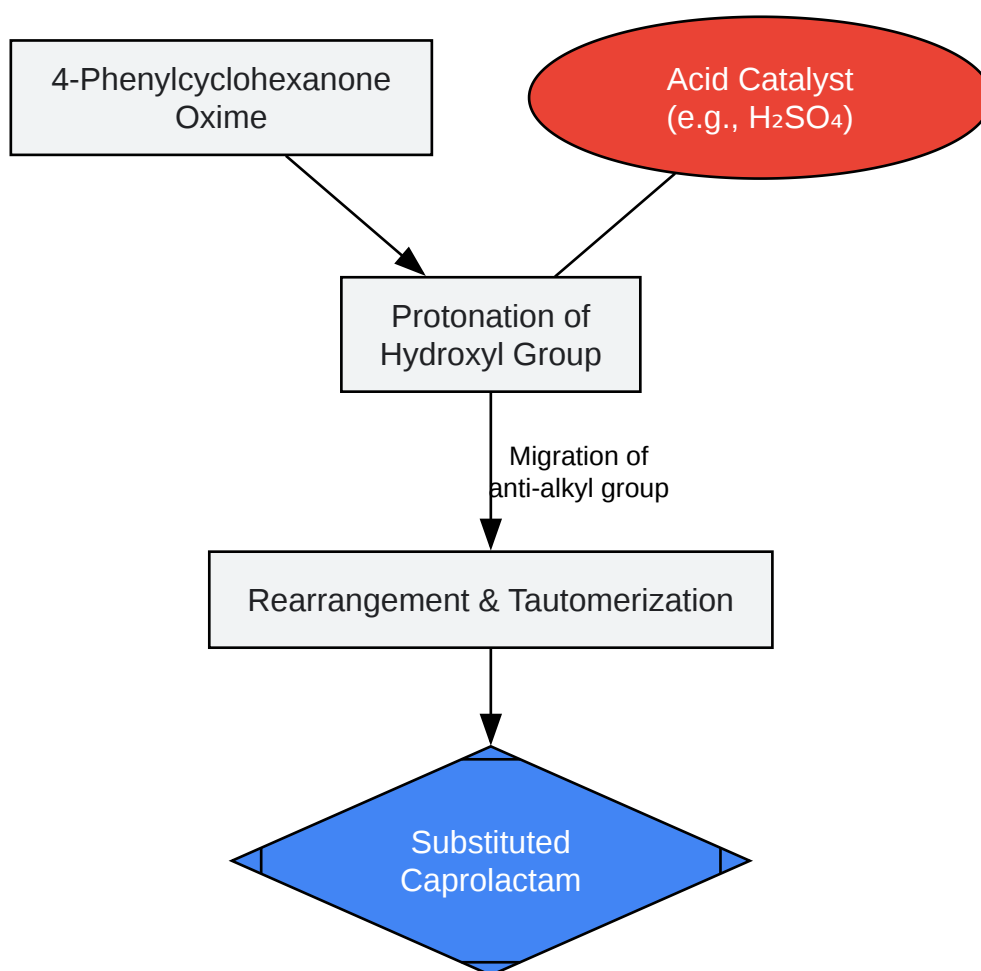 4-Phenylcyclohexanone
Oxime
Acid Catalyst
(e.g., H₂SO₄)
Protonation of
Hydroxyl Group
Migration of
anti-alkyl group
Rearrangement & Tautomerization
Substituted
Caprolactam